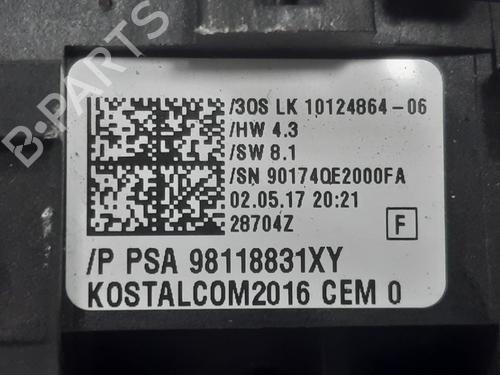 /3OS LK 10124864-06
/HW 4.3
/SW 8.1
/SN 90174QE2000FA
02.05.17 20:21
28704Z
F
/P PSA 98118831XY
KOSTALCOM2016 CEM 0
B-PARTS